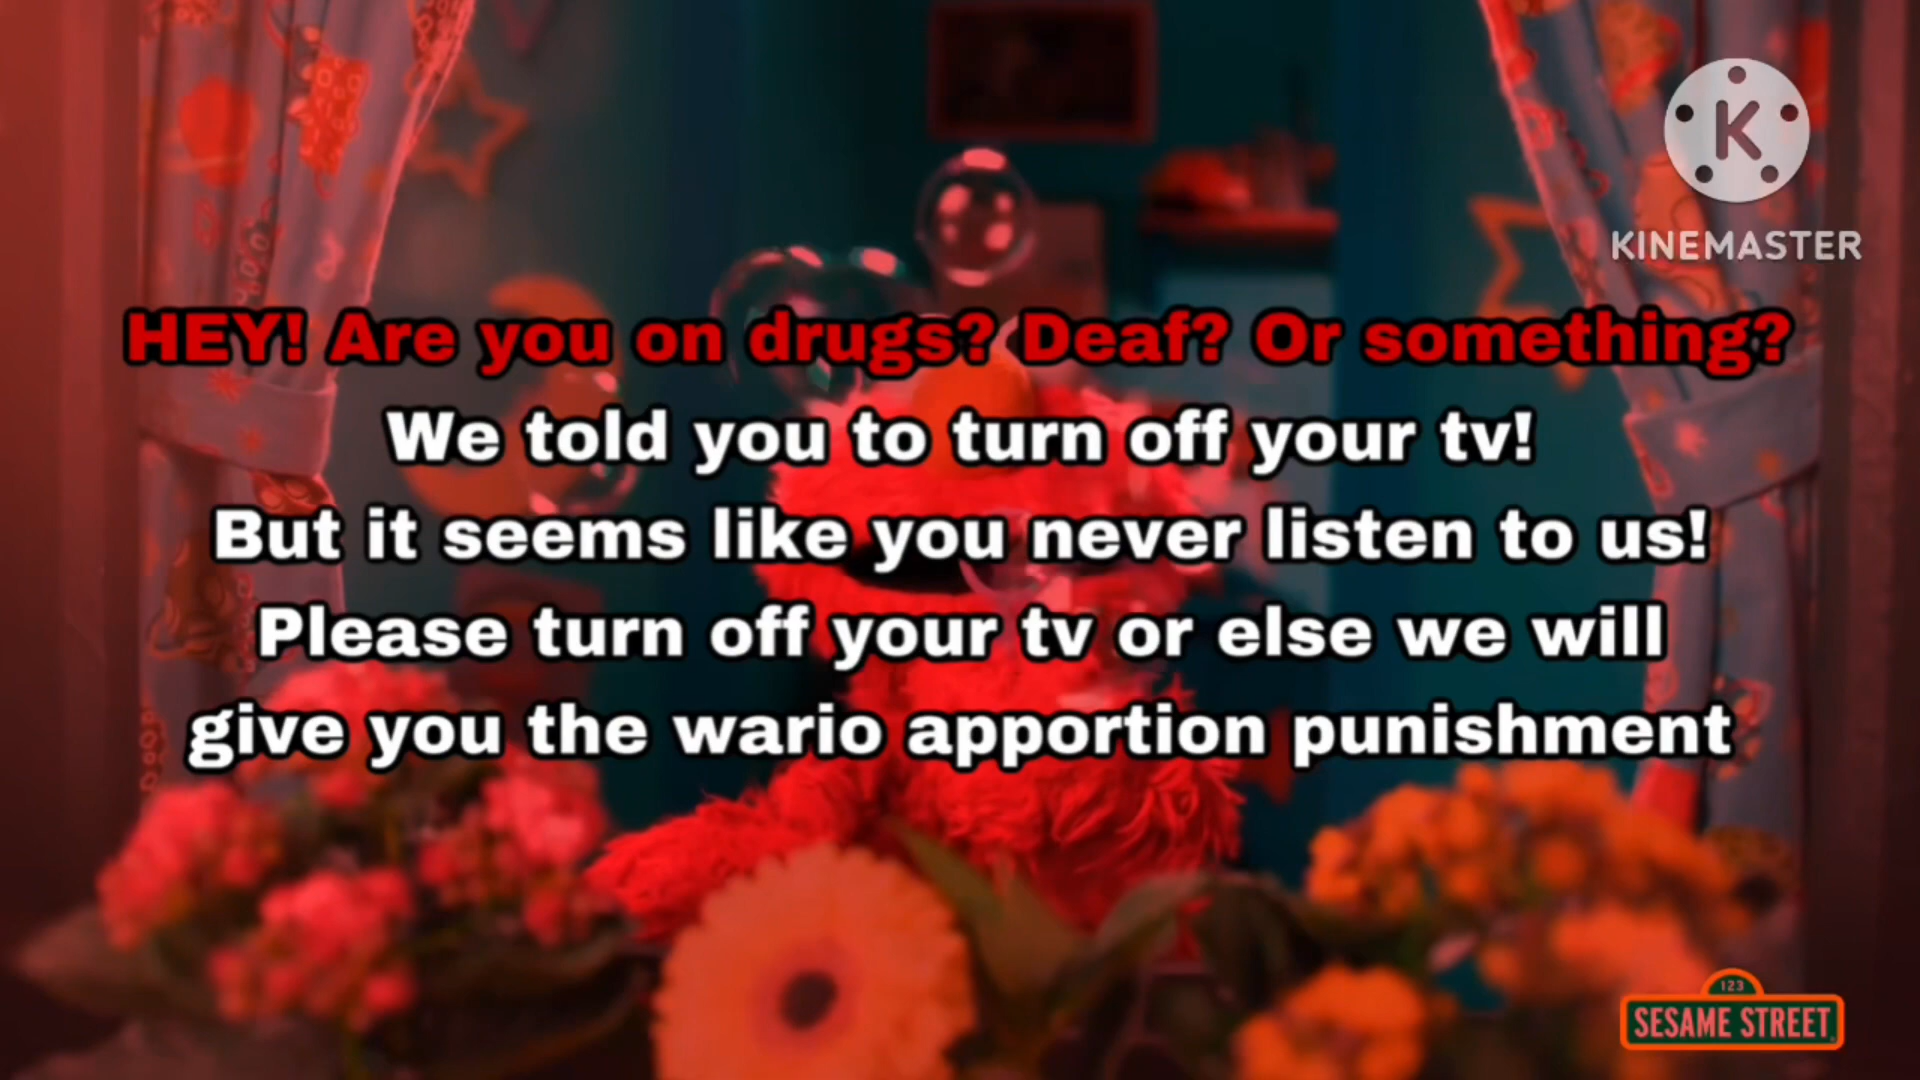 K
KINEMASTER
HEY! Are you on drugs? Deaf? Or something?
We told you to turn off your tv!
But it seems like you never listen to us!
Please turn off your tv or else we will
give you the wario apportion punishment
123
SESAME STREET